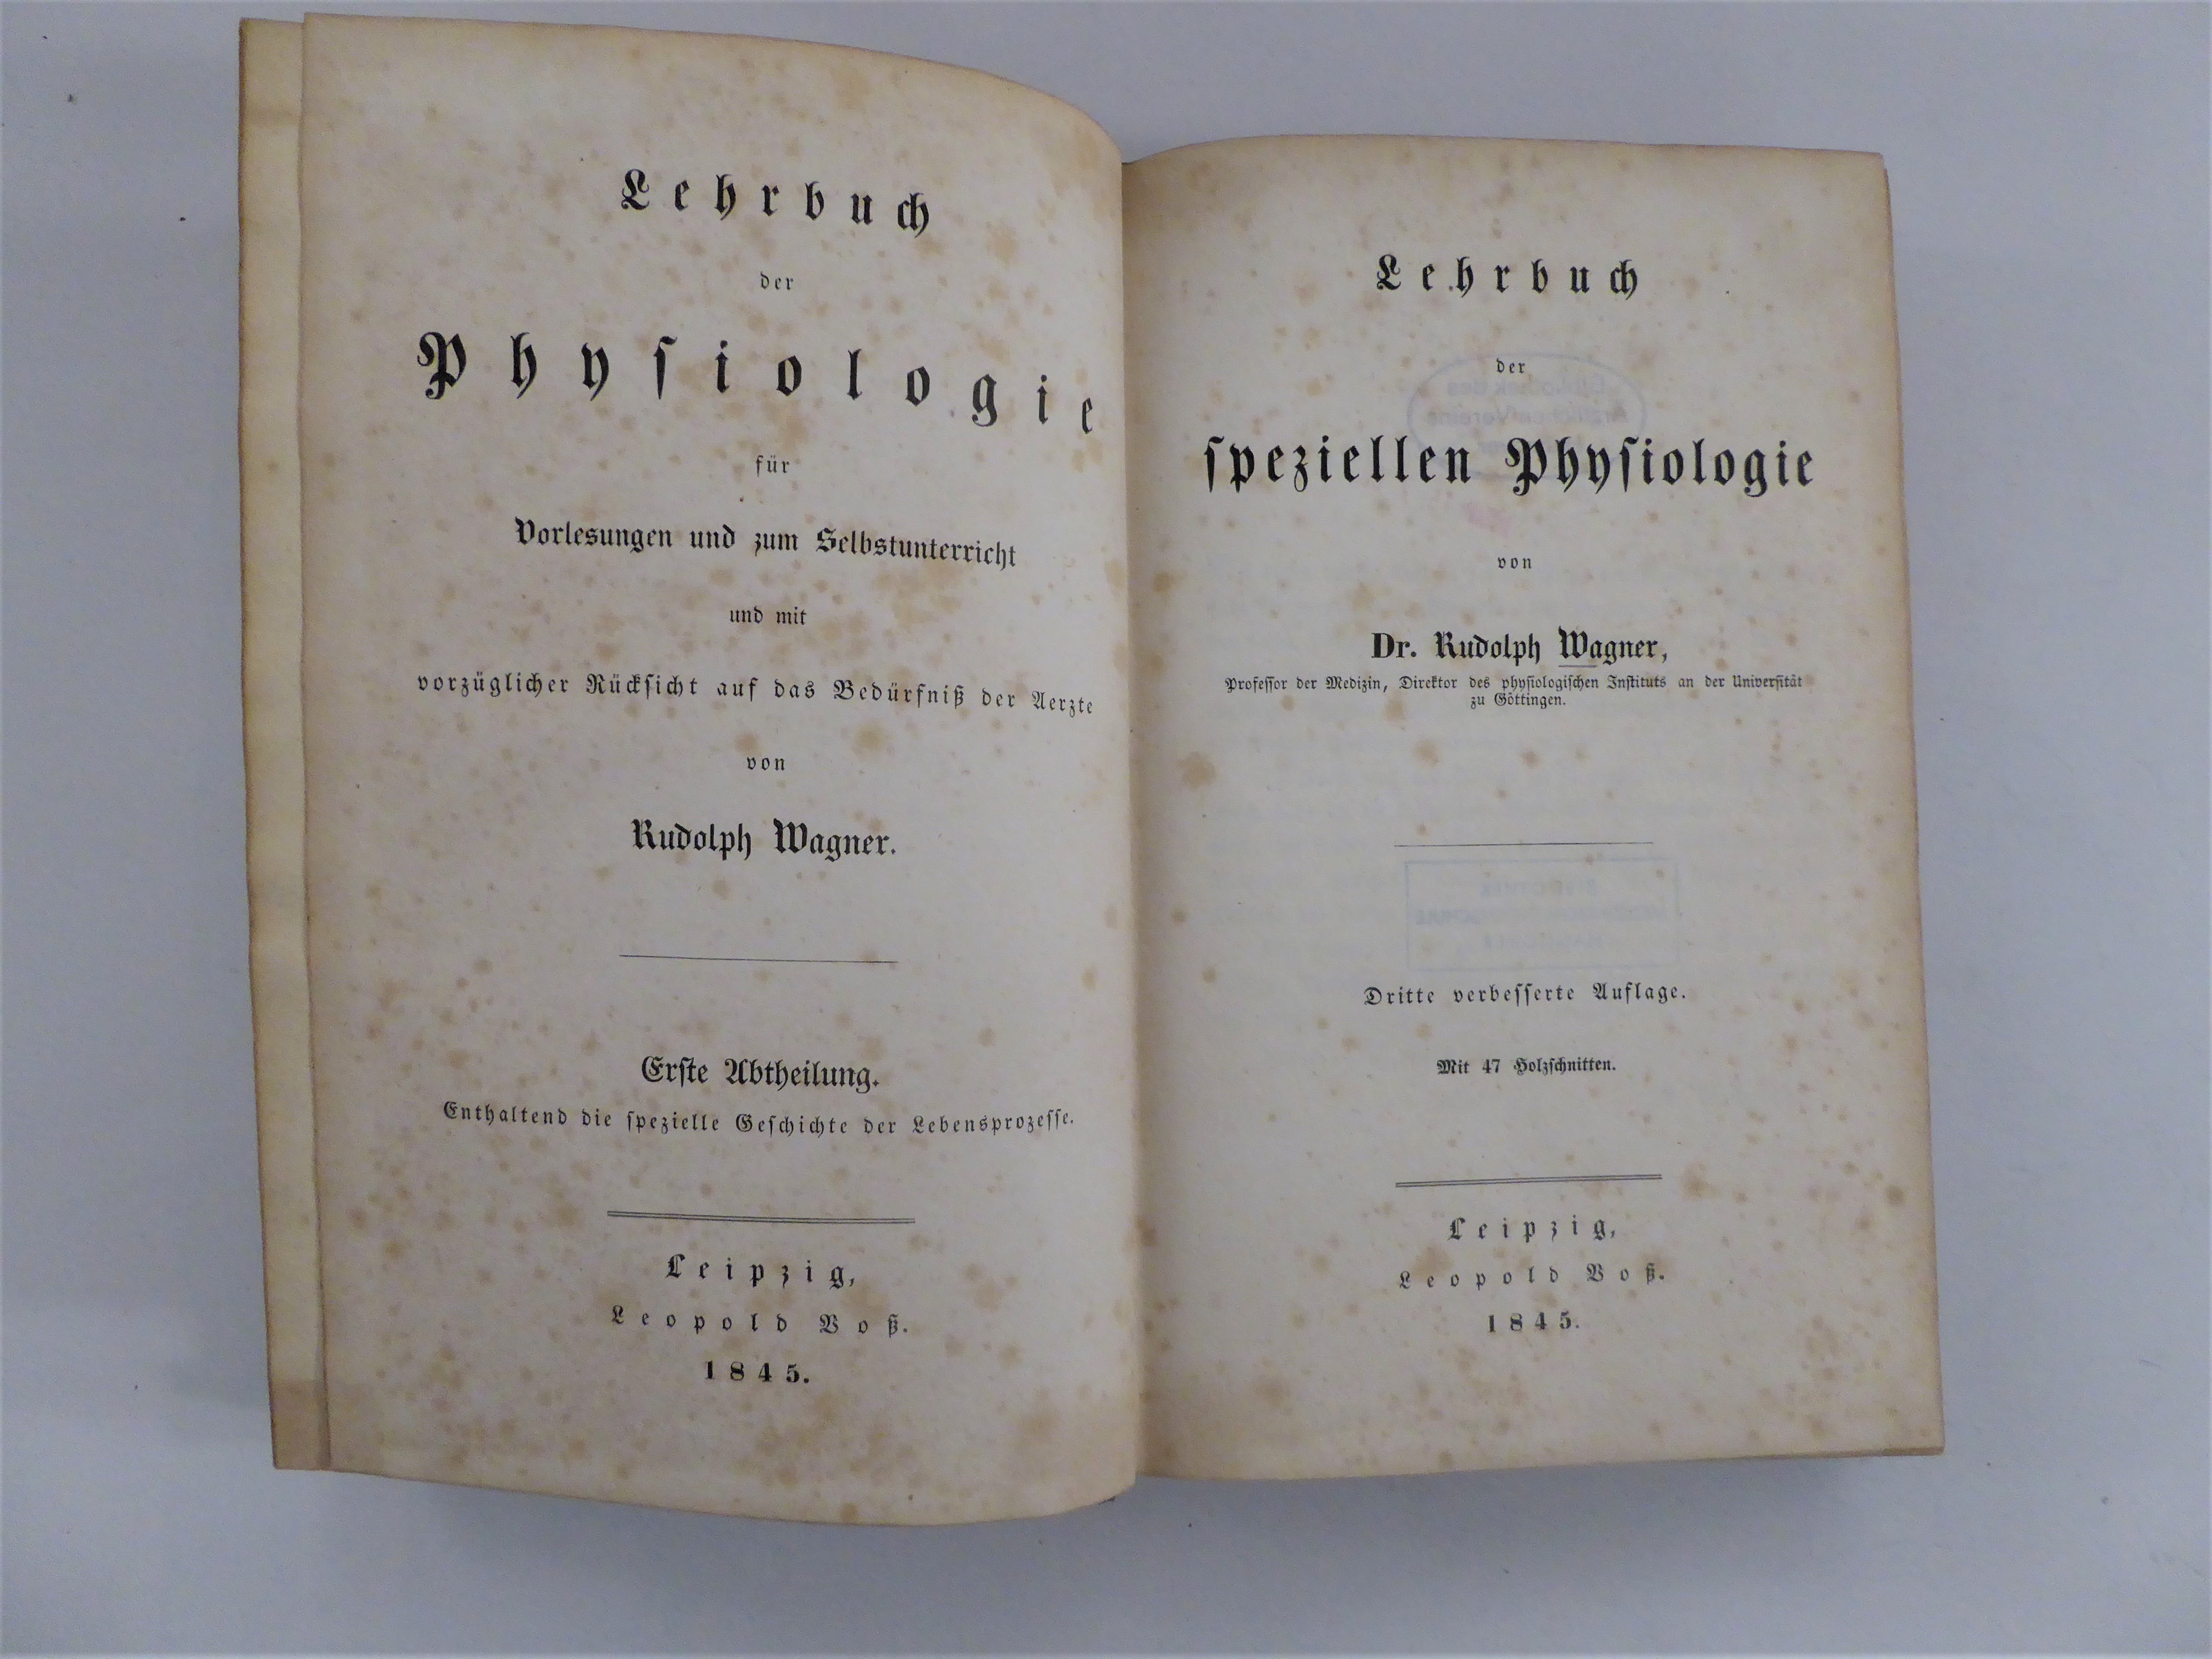 Lehrbuch
der
Phyſiologie
für
Vorlesungen und zum Selbstunterricht
und mit
vorzüglicher Rückſicht auf das Bedürfniß der Aerzte
von
Rudolph Wagner.
Erſte Abtheilung.
Enthaltend die ſpezielle Geſchichte der Lebensprozeſſe.
Leipzig,
Leopold Voß.
1845.
Lehrbuch
der
ſpeziellen Phyſiologie
von
Dr. Rudolph Wagner,
Profeſſor der Medizin, Direktor des phyſiologiſchen Inſtituts an der Univerſität
zu Göttingen.
Dritte verbeſſerte Auflage.
Mit 47 Holzſchnitten.
Leipzig,
Leopold Voß.
1845.